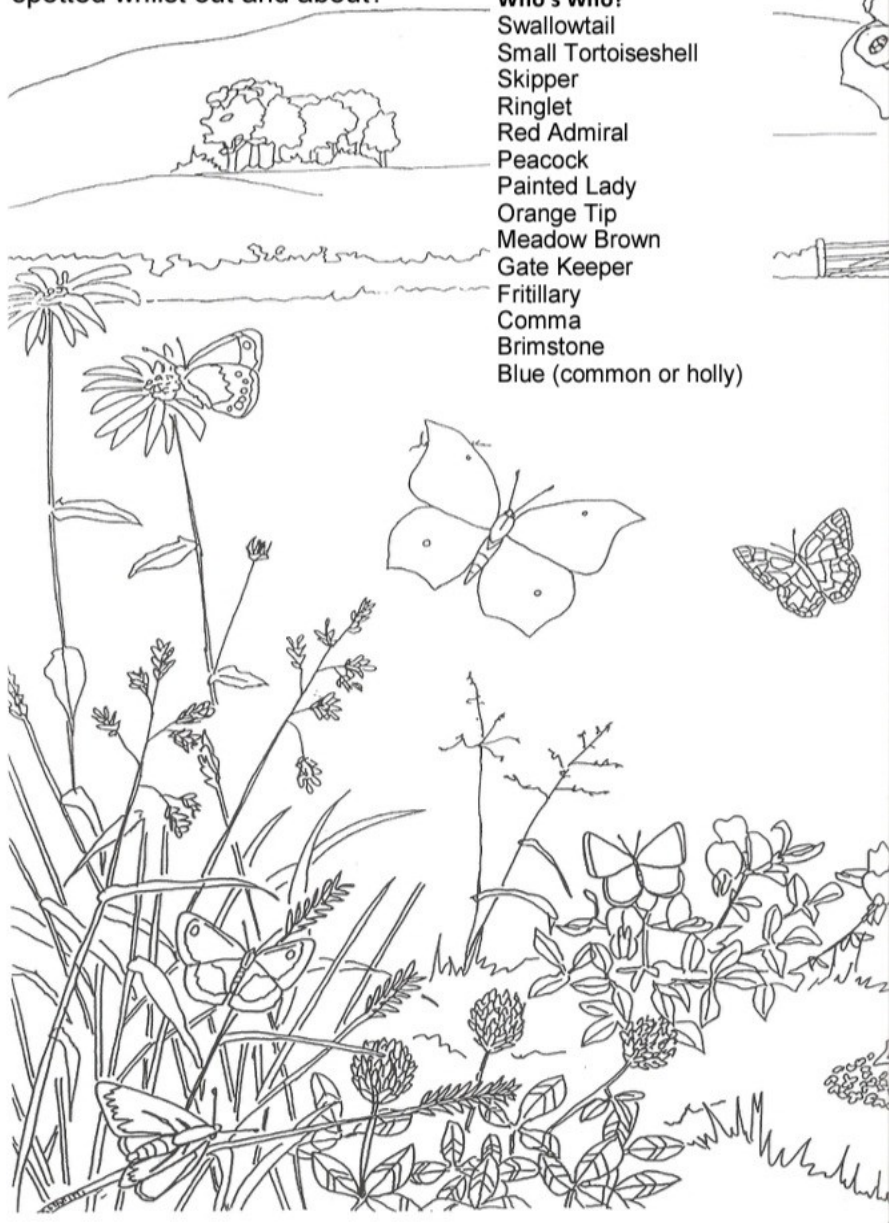 spotted whilst out and about?
Who's Who?
Swallowtail
Small Tortoiseshell
Skipper
Ringlet
Red Admiral
Peacock
Painted Lady
Orange Tip
Meadow Brown
Gate Keeper
Fritillary
Comma
Brimstone
Blue (common or holly)